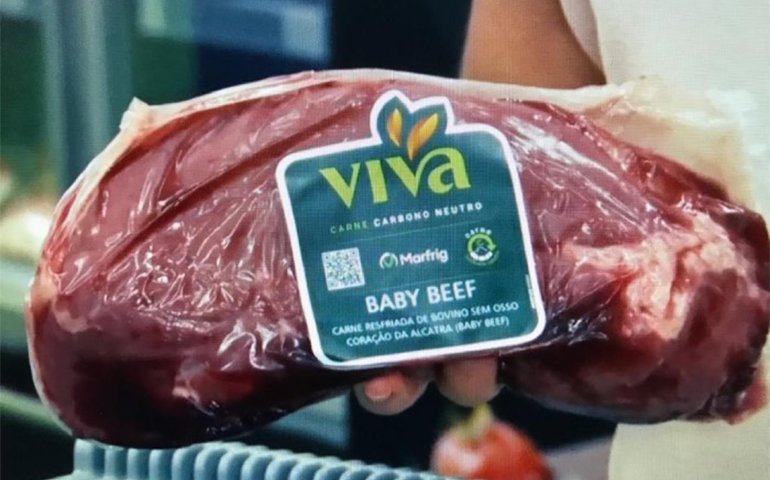 viva
CARNE CARBONO NEUTRO
Marfrig
BABY BEEF
CARNE RESFRIADA DE BOVINO SEM OSSO
CORAÇÃO DA ALCATRA (BABY BEEF)